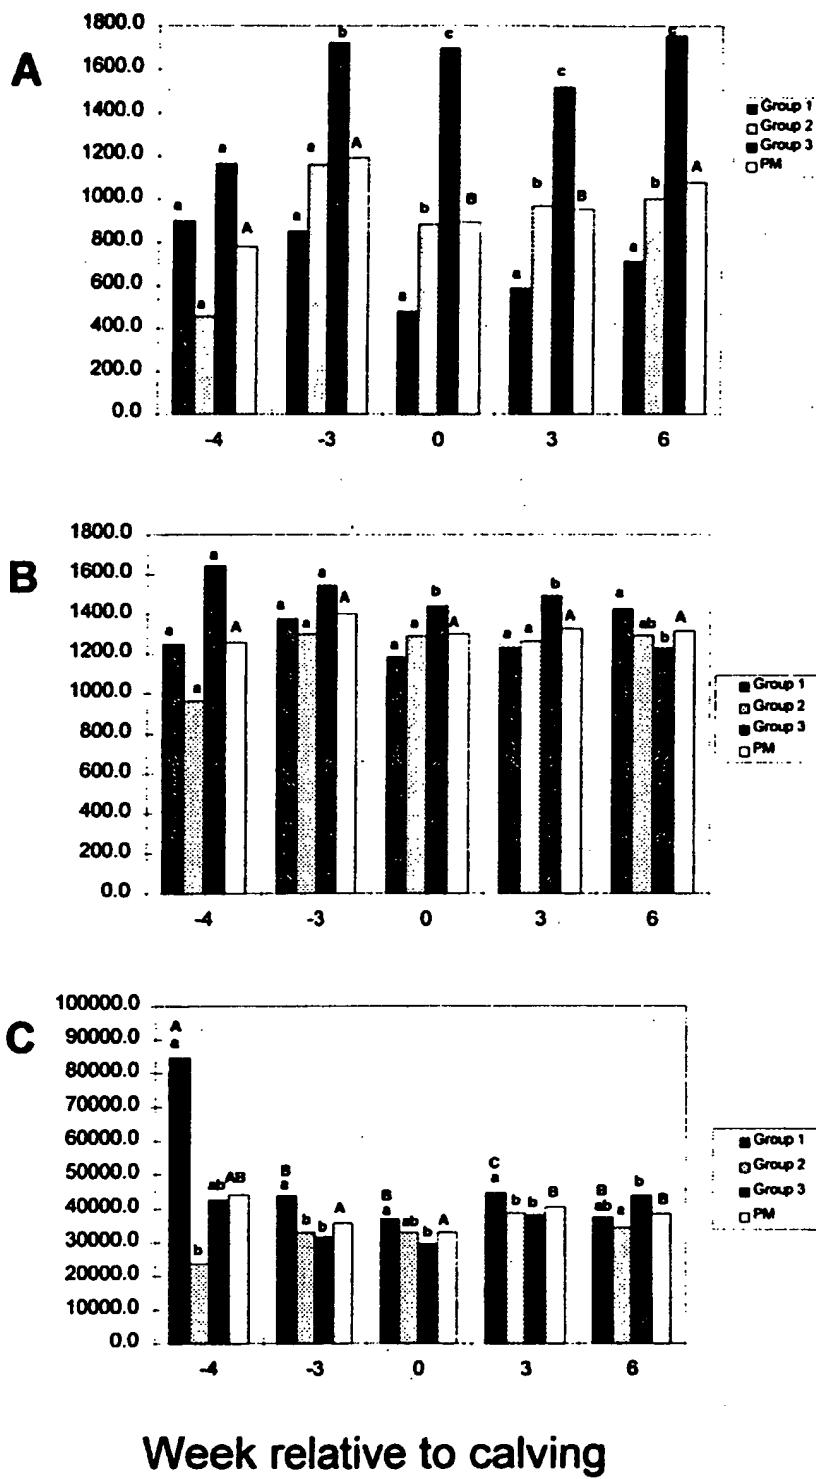 A
1800.0
1600.0
1400.0
1200.0
1000.0
800.0
600.0
400.0
200.0
0.0
a a a A
a a b A
a b c B
a b c B
a b c A
-4 -3 0 3 6
Group 1
Group 2
Group 3
PM
B
1800.0
1600.0
1400.0
1200.0
1000.0
800.0
600.0
400.0
200.0
0.0
a a a A
a a a A
a a b A
a a b A
a ab b A
-4 -3 0 3 6
Group 1
Group 2
Group 3
PM
C
100000.0
90000.0
80000.0
70000.0
60000.0
50000.0
40000.0
30000.0
20000.0
10000.0
0.0
A
a b ab AB
B
a b b A
B
a ab b A
C
a b b B
B
ab a b B
-4 -3 0 3 6
Group 1
Group 2
Group 3
PM
Week relative to calving